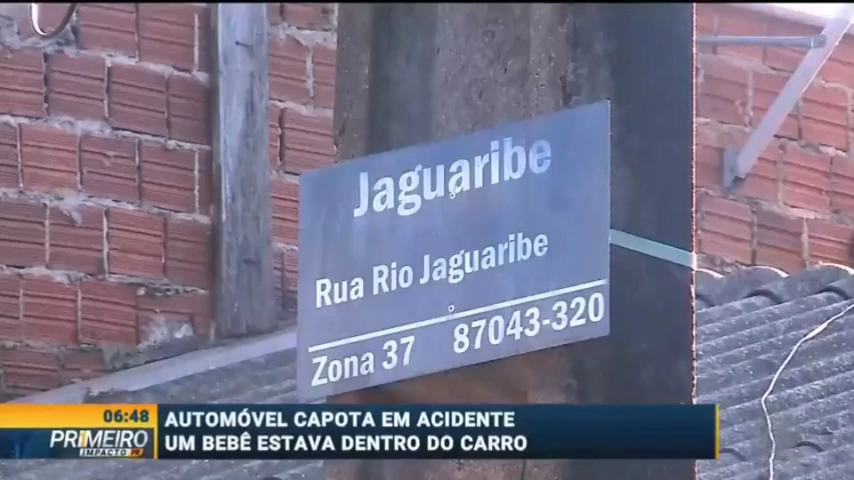 Jaguaribe
Rua Rio Jaguaribe
Zona 37 87043-320
06:48
PRIMEIRO
IMPACTO PR
AUTOMÓVEL CAPOTA EM ACIDENTE
UM BEBÊ ESTAVA DENTRO DO CARRO